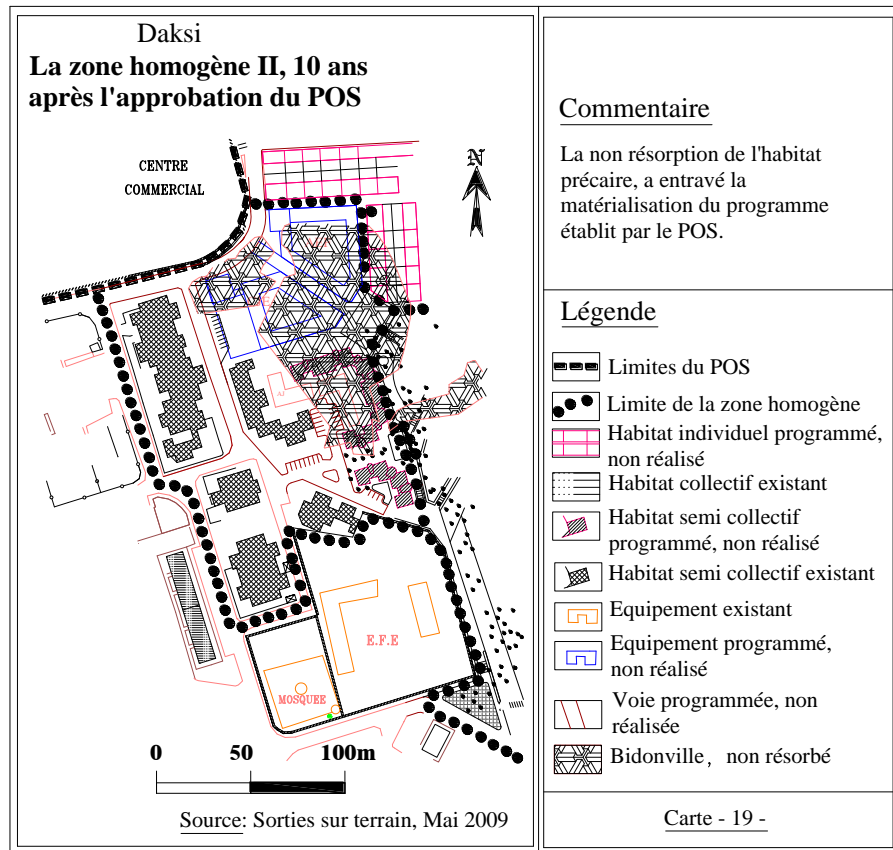 Daksi
La zone homogène II, 10 ans
après l'approbation du POS
CENTRE
COMMERCIAL
N
E.F.E
MOSQUEE
0 50 100m
Source: Sorties sur terrain, Mai 2009
Commentaire
La non résorption de l'habitat
précaire, a entravé la
matérialisation du programme
établit par le POS.
Légende
Limites du POS
Limite de la zone homogène
Habitat individuel programmé,
non réalisé
Habitat collectif existant
Habitat semi collectif
programmé, non réalisé
Habitat semi collectif existant
Equipement existant
Equipement programmé,
non réalisé
Voie programmée, non
réalisée
Bidonville, non résorbé
Carte - 19 -